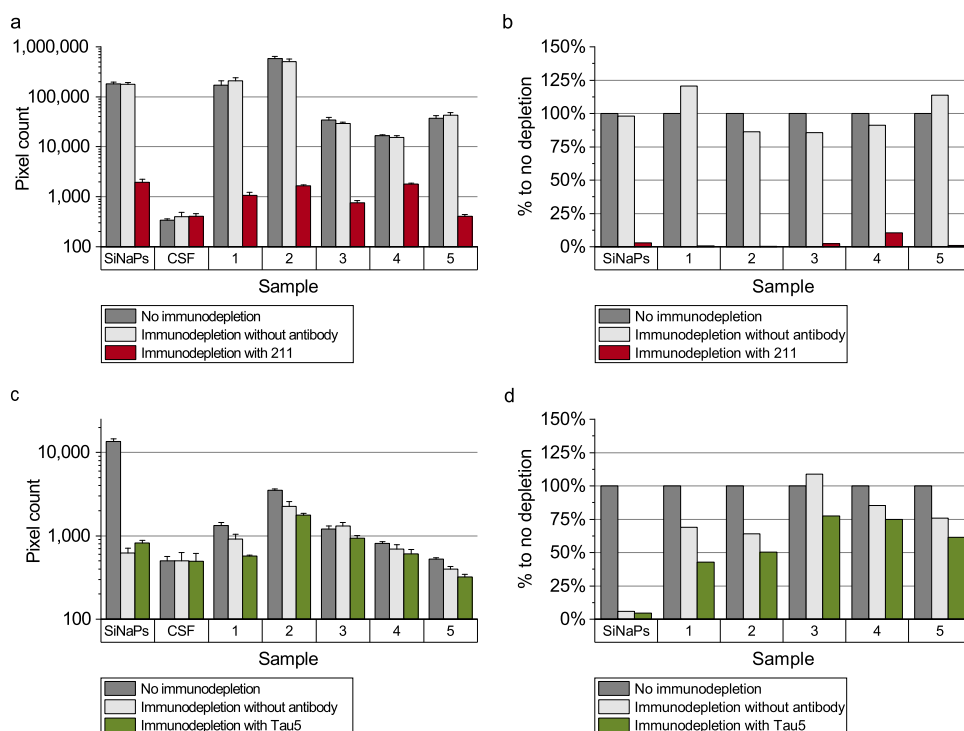 a
1,000,000
100,000
10,000
1,000
100
Pixel count
SiNaPs CSF 1 2 3 4 5
Sample
No immunodepletion
Immunodepletion without antibody
Immunodepletion with 211
b
150%
125%
100%
75%
50%
25%
0%
% to no depletion
SiNaPs 1 2 3 4 5
Sample
No immunodepletion
Immunodepletion without antibody
Immunodepletion with 211
c
10,000
1,000
100
Pixel count
SiNaPs CSF 1 2 3 4 5
Sample
No immunodepletion
Immunodepletion without antibody
Immunodepletion with Tau5
d
150%
125%
100%
75%
50%
25%
0%
% to no depletion
SiNaPs 1 2 3 4 5
Sample
No immunodepletion
Immunodepletion without antibody
Immunodepletion with Tau5